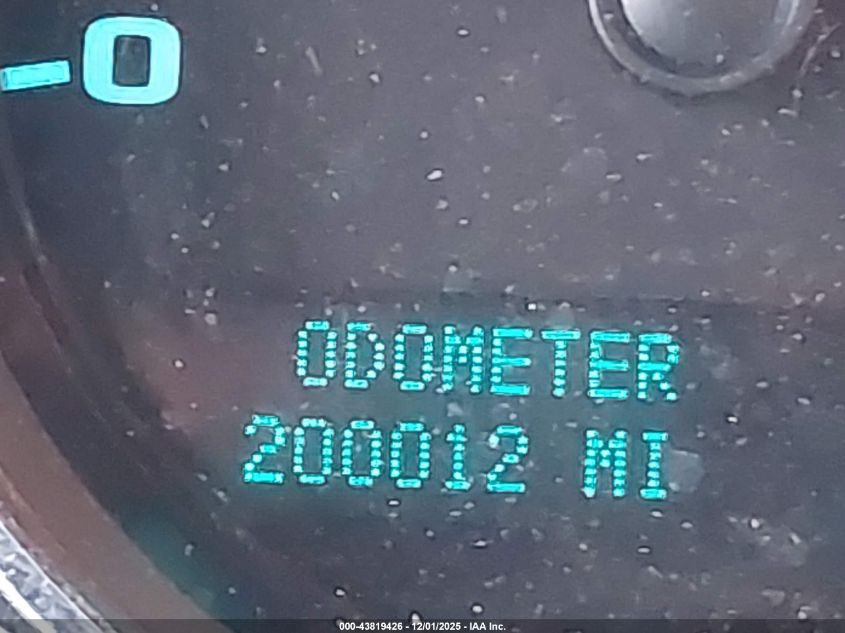 0
ODOMETER
200012 MI
000-43819426 - 12/01/2025 - IAA Inc.